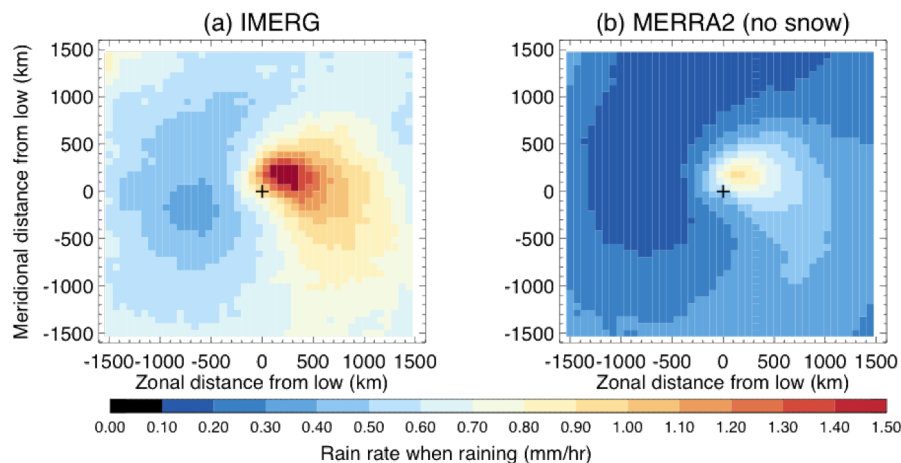 (a) IMERG
(b) MERRA2 (no snow)
Meridional distance from low (km)
1500
1000
500
0
-500
-1000
-1500
-1500 -1000 -500 0 500 1000 1500
Zonal distance from low (km)
1500
1000
500
0
-500
-1000
-1500
-1500 -1000 -500 0 500 1000 1500
Zonal distance from low (km)
0.00 0.10 0.20 0.30 0.40 0.50 0.60 0.70 0.80 0.90 1.00 1.10 1.20 1.30 1.40 1.50
Rain rate when raining (mm/hr)